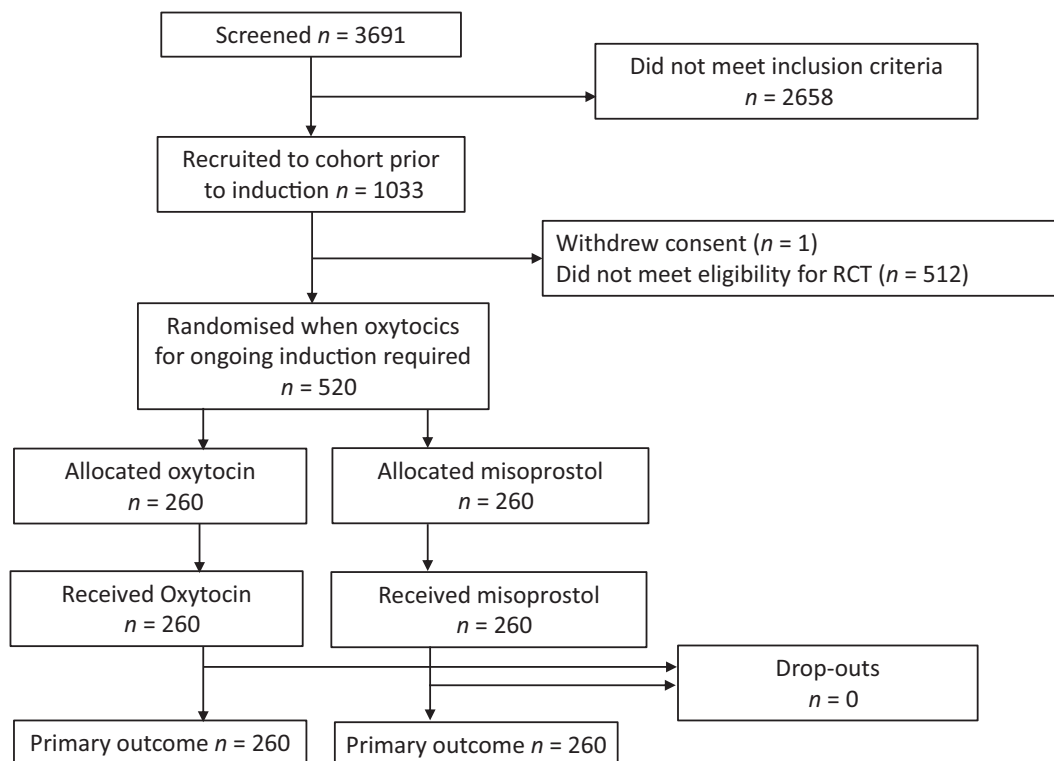 Screened n = 3691
Did not meet inclusion criteria
n = 2658
Recruited to cohort prior
to induction n = 1033
Withdrew consent (n = 1)
Did not meet eligibility for RCT (n = 512)
Randomised when oxytocics
for ongoing induction required
n = 520
Allocated oxytocin
n = 260
Allocated misoprostol
n = 260
Received Oxytocin
n = 260
Received misoprostol
n = 260
Drop-outs
n = 0
Primary outcome n = 260
Primary outcome n = 260